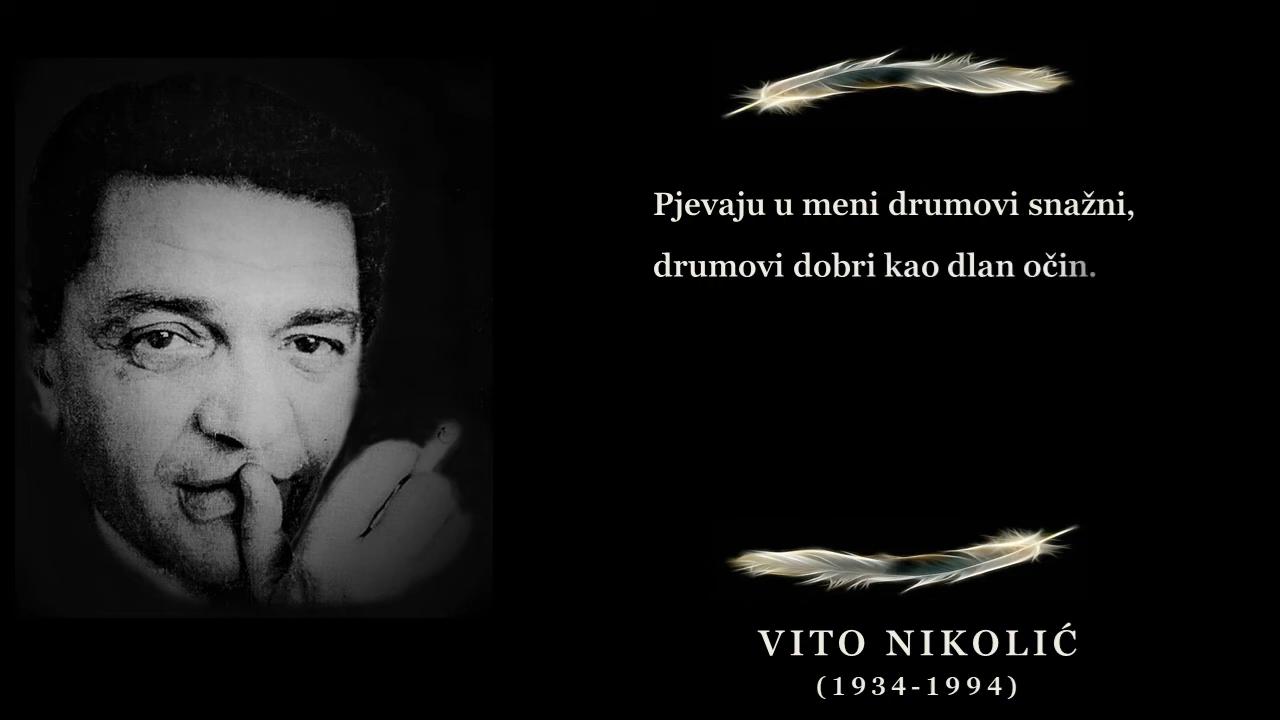 Pjevaju u meni drumovi snažni,
drumovi dobri kao dlan očin.
VITO NIKOLIĆ
(1934-1994)